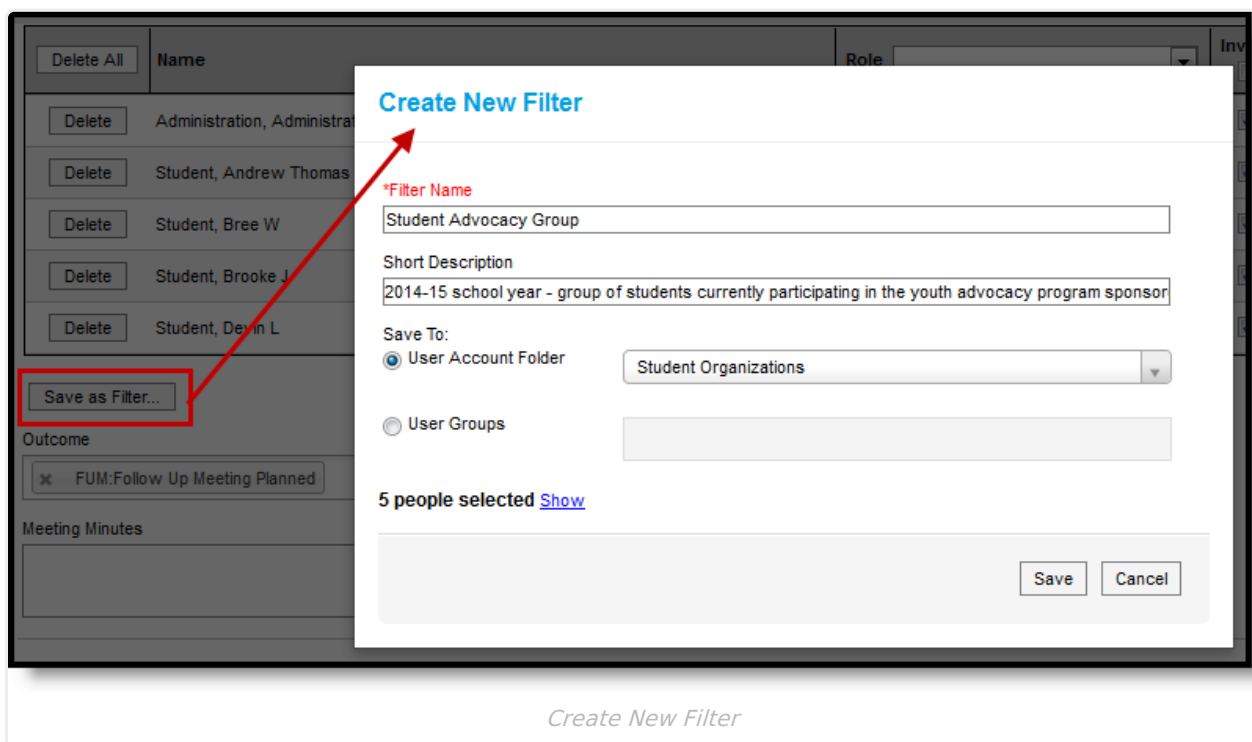 Delete All Name Role Inv
Create New Filter
Delete Administration, Administrat
Delete Student, Andrew Thomas
*Filter Name
Student Advocacy Group
Delete Student, Bree W
Short Description
Delete Student, Brooke J
2014-15 school year - group of students currently participating in the youth advocacy program sponsor
Delete Student, Devin L
Save To:
User Account Folder Student Organizations
Save as Filter...
User Groups
Outcome
FUM:Follow Up Meeting Planned
5 people selected Show
Meeting Minutes
Save Cancel
Create New Filter